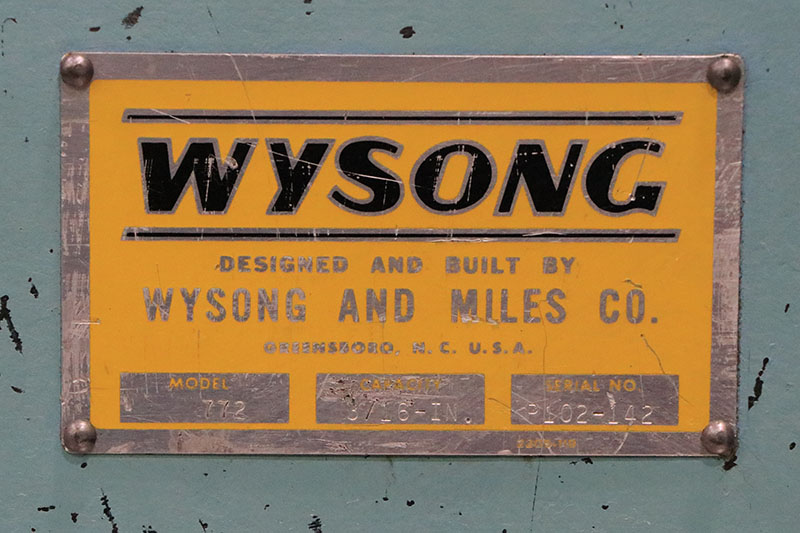 WYSONG
DESIGNED AND BUILT BY
WYSONG AND MILES CO.
GREENSBORO, N.C. U.S.A.
MODEL CAPACITY SERIAL NO
772 3/16-IN. P102-142